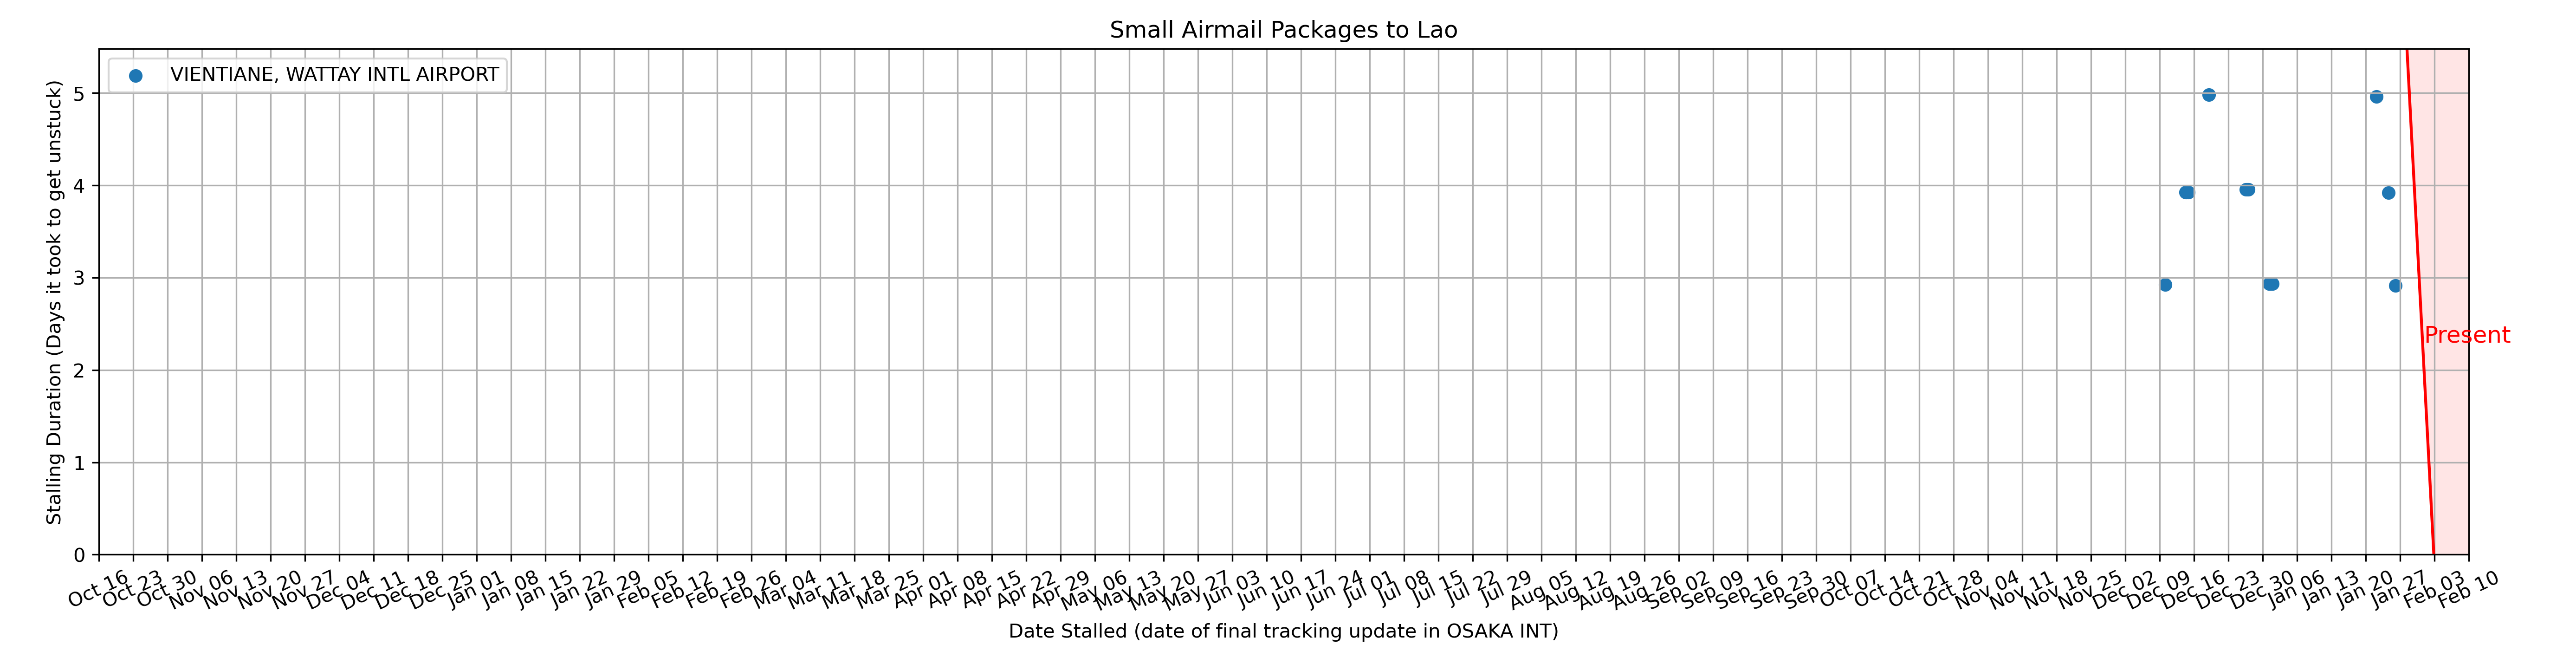 Small Airmail Packages to Lao
VIENTIANE, WATTAY INTL AIRPORT
Stalling Duration (Days it took to get unstuck)
5
4
3
2
1
0
Present
Oct 16 Oct 23 Oct 30 Nov 06 Nov 13 Nov 20 Nov 27 Dec 04 Dec 11 Dec 18 Dec 25 Jan 01 Jan 08 Jan 15 Jan 22 Jan 29 Feb 05 Feb 12 Feb 19 Feb 26 Mar 04 Mar 11 Mar 18 Mar 25 Apr 01 Apr 08 Apr 15 Apr 22 Apr 29 May 06 May 13 May 20 May 27 Jun 03 Jun 10 Jun 17 Jun 24 Jul 01 Jul 08 Jul 15 Jul 22 Jul 29 Aug 05 Aug 12 Aug 19 Aug 26 Sep 02 Sep 09 Sep 16 Sep 23 Sep 30 Oct 07 Oct 14 Oct 21 Oct 28 Nov 04 Nov 11 Nov 18 Nov 25 Dec 02 Dec 09 Dec 16 Dec 23 Dec 30 Jan 06 Jan 13 Jan 20 Jan 27 Feb 03 Feb 10
Date Stalled (date of final tracking update in OSAKA INT)